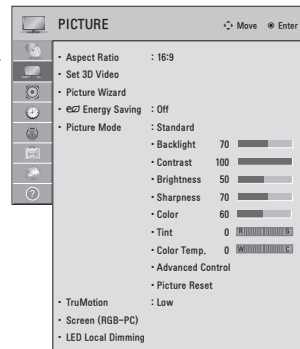 PICTURE Move Enter
• Aspect Ratio : 16:9
• Set 3D Video
• Picture Wizard
• Energy Saving : Off
• Picture Mode : Standard
• Backlight 70
• Contrast 100
• Brightness 50
• Sharpness 70
• Color 60
• Tint 0 R G
• Color Temp. 0 W C
• Advanced Control
• Picture Reset
• TruMotion : Low
• Screen (RGB-PC)
• LED Local Dimming